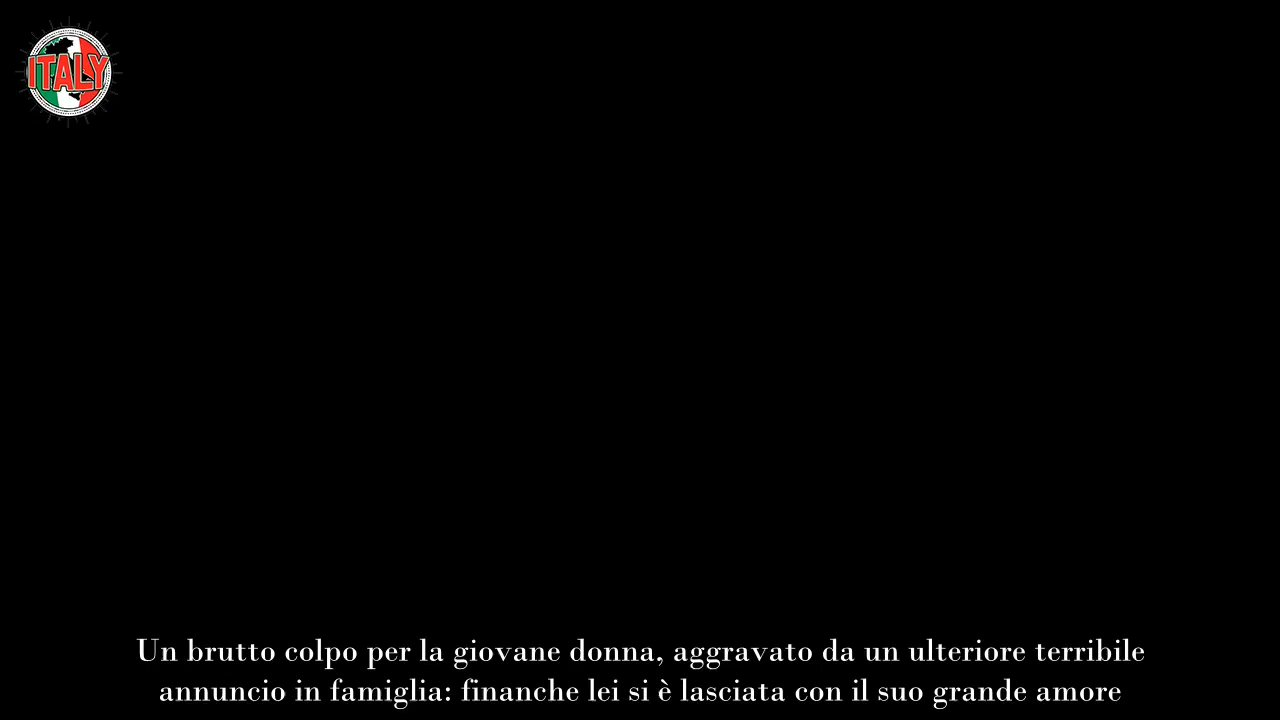 ITALY
Un brutto colpo per la giovane donna, aggravato da un ulteriore terribile
annuncio in famiglia: finanche lei si è lasciata con il suo grande amore